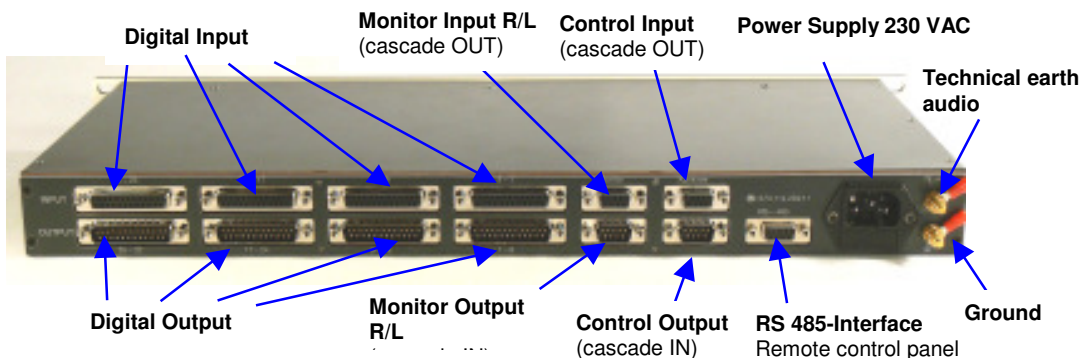 Digital Input
Monitor Input R/L
(cascade OUT)
Control Input
(cascade OUT)
Power Supply 230 VAC
Technical earth
audio
INPUT
OUTPUT
Digital Output
Monitor Output
R/L
Control Output
(cascade IN)
RS 485-Interface
Remote control panel
Ground